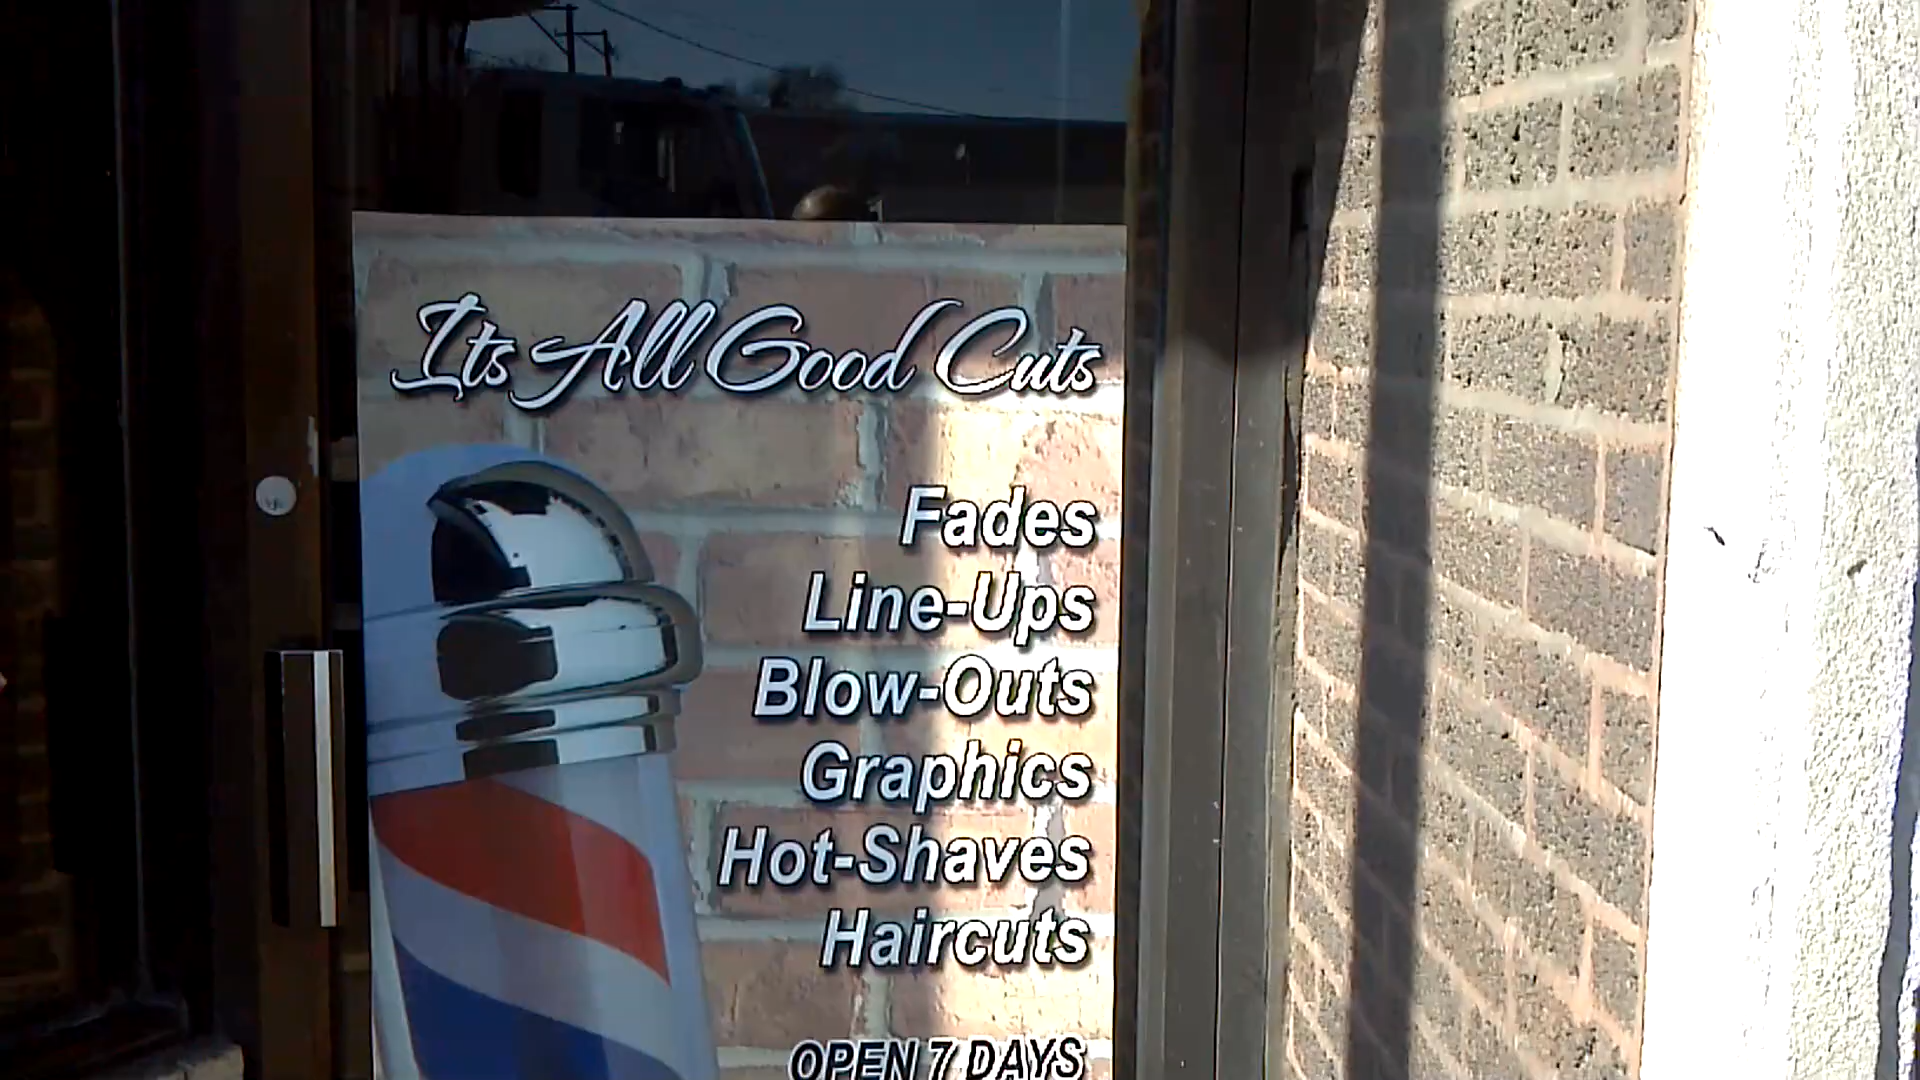 Its All Good Cuts
Fades
Line-Ups
Blow-Outs
Graphics
Hot-Shaves
Haircuts
OPEN 7 DAYS